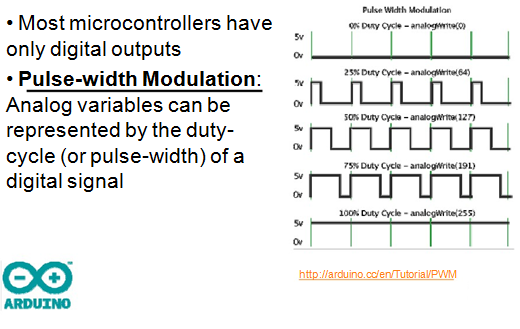 • Most microcontrollers have
only digital outputs
• Pulse-width Modulation:
Analog variables can be
represented by the duty-
cycle (or pulse-width) of a
digital signal
ARDUINO
Pulse Width Modulation
0% Duty Cycle - analogWrite(0)
5v
0v
25% Duty Cycle - analogWrite(64)
5v
0v
50% Duty Cycle - analogWrite(127)
5v
0v
75% Duty Cycle - analogWrite(191)
5v
0v
100% Duty Cycle - analogWrite(255)
5v
0v
http://arduino.cc/en/Tutorial/PWM